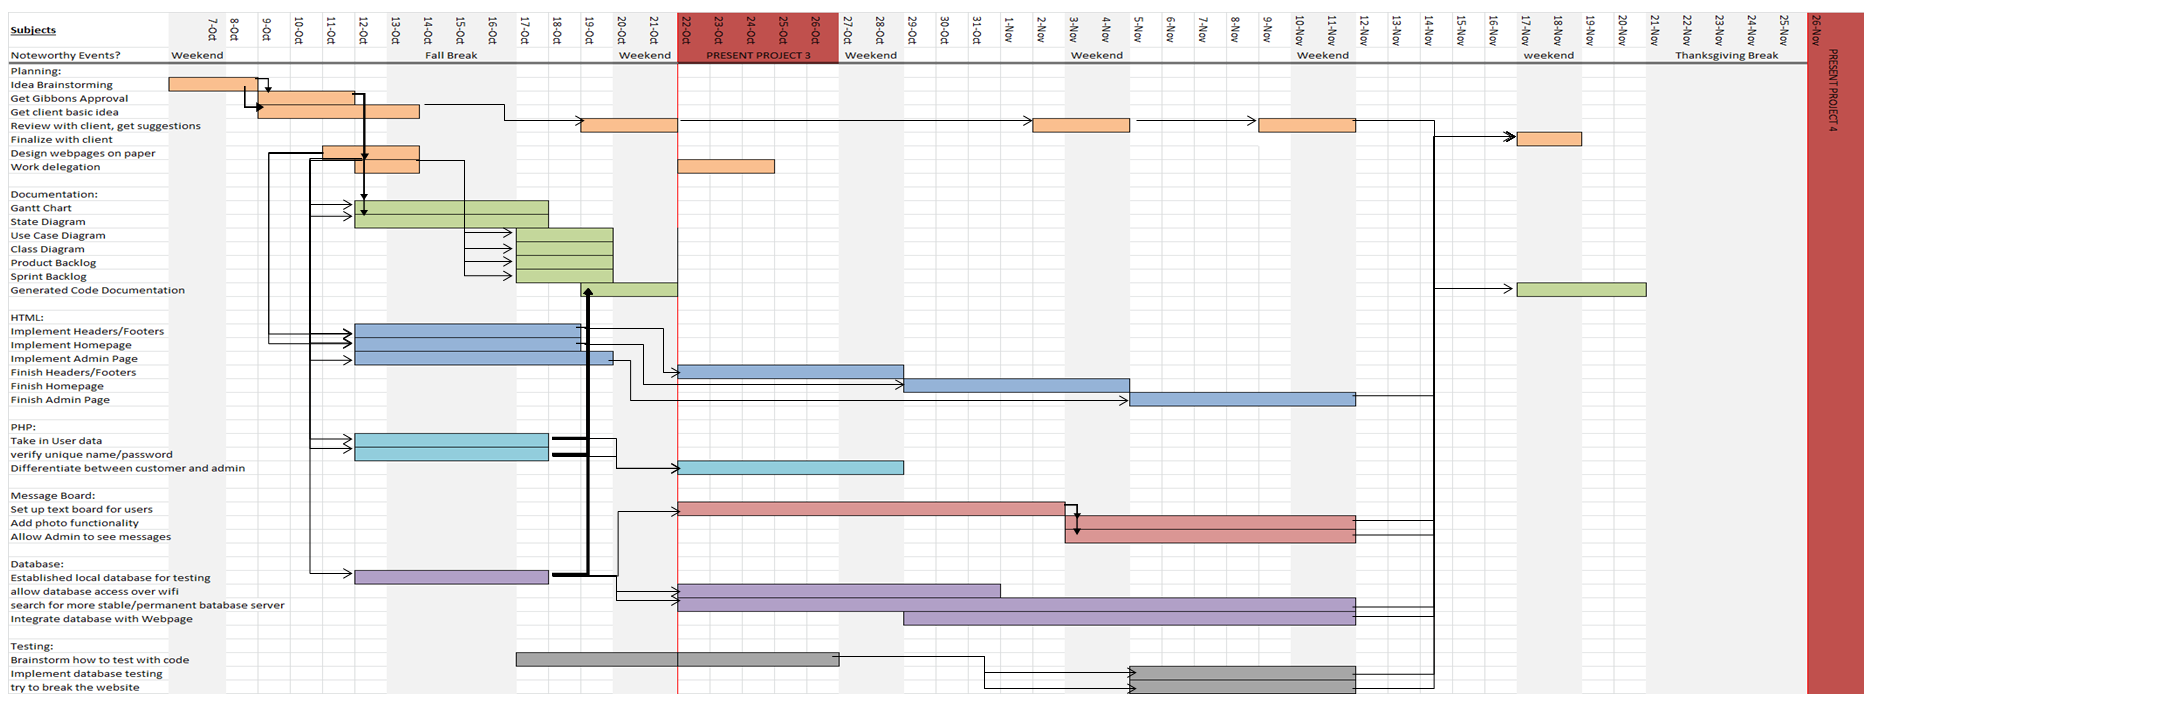 7-Oct 8-Oct 9-Oct 10-Oct 11-Oct 12-Oct 13-Oct 14-Oct 15-Oct 16-Oct 17-Oct 18-Oct 19-Oct 20-Oct 21-Oct 22-Oct 23-Oct 24-Oct 25-Oct 26-Oct 27-Oct 28-Oct 29-Oct 30-Oct 31-Oct 1-Nov 2-Nov 3-Nov 4-Nov 5-Nov 6-Nov 7-Nov 8-Nov 9-Nov 10-Nov 11-Nov 12-Nov 13-Nov 14-Nov 15-Nov 16-Nov 17-Nov 18-Nov 19-Nov 20-Nov 21-Nov 22-Nov 23-Nov 24-Nov 25-Nov 26-Nov
Subjects
Noteworthy Events? Weekend Fall Break Weekend PRESENT PROJECT 3 Weekend Weekend Weekend weekend Thanksgiving Break PRESENT PROJECT 4
Planning:
Idea Brainstorming
Get Gibbons Approval
Get client basic idea
Review with client, get suggestions
Finalize with client
Design webpages on paper
Work delegation
Documentation:
Gantt Chart
State Diagram
Use Case Diagram
Class Diagram
Product Backlog
Sprint Backlog
Generated Code Documentation
HTML:
Implement Headers/Footers
Implement Homepage
Implement Admin Page
Finish Headers/Footers
Finish Homepage
Finish Admin Page
PHP:
Take in User data
verify unique name/password
Differentiate between customer and admin
Message Board:
Set up text board for users
Add photo functionality
Allow Admin to see messages
Database:
Established local database for testing
allow database access over wifi
search for more stable/permanent batabase server
Integrate database with Webpage
Testing:
Brainstorm how to test with code
Implement database testing
try to break the website